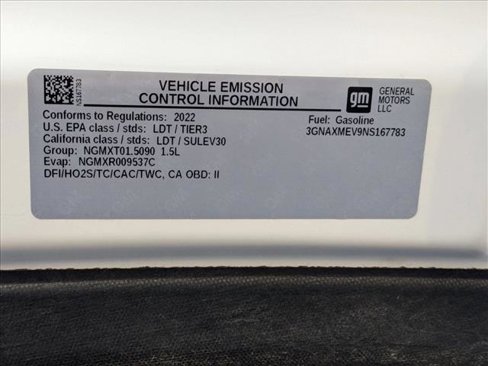 NS167783
VEHICLE EMISSION
CONTROL INFORMATION
gm
GENERAL
MOTORS
LLC
Conforms to Regulations: 2022
Fuel: Gasoline
U.S. EPA class / stds: LDT / TIER3
3GNAXMEV9NS167783
California class / stds: LDT / SULEV30
Group: NGMXT01.5090 1.5L
Evap: NGMXR009537C
DFI/HO2S/TC/CAC/TWC, CA OBD: II